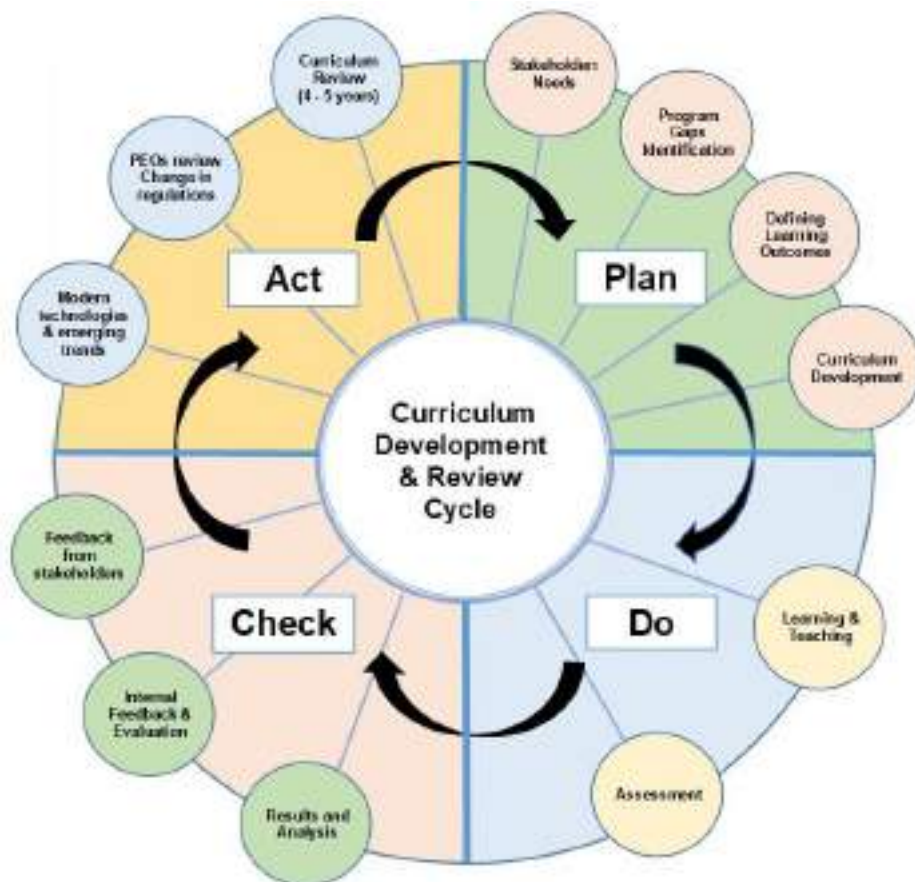 Curriculum
Review
(4 - 5 years)
Stakeholders
Needs
Program
Gaps
Identification
PEOs review
Change in
regulations
Defining
Learning
Outcomes
Act
Plan
Modern
technologies
& emerging
trends
Curriculum
Development
Curriculum
Development
& Review
Cycle
Feedback
from
stakeholders
Check
Do
Learning &
Teaching
Internal
Feedback &
Evaluation
Assessment
Results and
Analysis